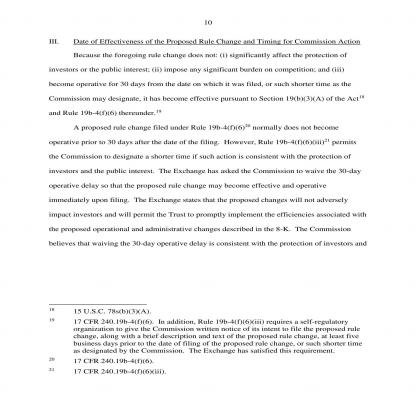 10
III. Date of Effectiveness of the Proposed Rule Change and Timing for Commission Action
Because the foregoing rule change does not: (i) significantly affect the protection of
investors or the public interest; (ii) impose any significant burden on competition; and (iii)
become operative for 30 days from the date on which it was filed, or such shorter time as the
Commission may designate, it has become effective pursuant to Section 19(b)(3)(A) of the Act18
and Rule 19b-4(f)(6) thereunder.19
A proposed rule change filed under Rule 19b-4(f)(6)20 normally does not become
operative prior to 30 days after the date of the filing. However, Rule 19b-4(f)(6)(iii)21 permits
the Commission to designate a shorter time if such action is consistent with the protection of
investors and the public interest. The Exchange has asked the Commission to waive the 30-day
operative delay so that the proposed rule change may become effective and operative
immediately upon filing. The Exchange states that the proposed changes will not adversely
impact investors and will permit the Trust to promptly implement the efficiencies associated with
the proposed operational and administrative changes described in the 8-K. The Commission
believes that waiving the 30-day operative delay is consistent with the protection of investors and
18 15 U.S.C. 78s(b)(3)(A).
19 17 CFR 240.19b-4(f)(6). In addition, Rule 19b-4(f)(6)(iii) requires a self-regulatory
organization to give the Commission written notice of its intent to file the proposed rule
change, along with a brief description and text of the proposed rule change, at least five
business days prior to the date of filing of the proposed rule change, or such shorter time
as designated by the Commission. The Exchange has satisfied this requirement.
20 17 CFR 240.19b-4(f)(6).
21 17 CFR 240.19b-4(f)(6)(iii).